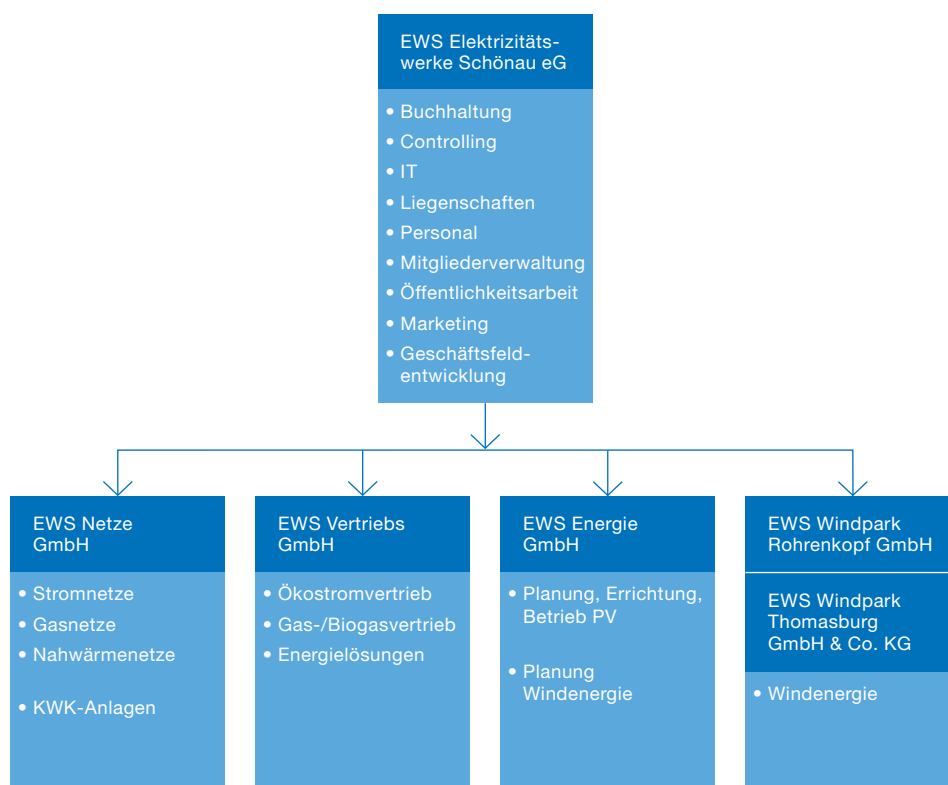 EWS Elektrizitäts-
werke Schönau eG
• Buchhaltung
• Controlling
• IT
• Liegenschaften
• Personal
• Mitgliederverwaltung
• Öffentlichkeitsarbeit
• Marketing
• Geschäftsfeld-
entwicklung
EWS Netze
GmbH
• Stromnetze
• Gasnetze
• Nahwärmenetze
• KWK-Anlagen
EWS Vertriebs
GmbH
• Ökostromvertrieb
• Gas-/Biogasvertrieb
• Energielösungen
EWS Energie
GmbH
• Planung, Errichtung,
Betrieb PV
• Planung
Windenergie
EWS Windpark
Rohrenkopf GmbH
EWS Windpark
Thomasburg
GmbH & Co. KG
• Windenergie